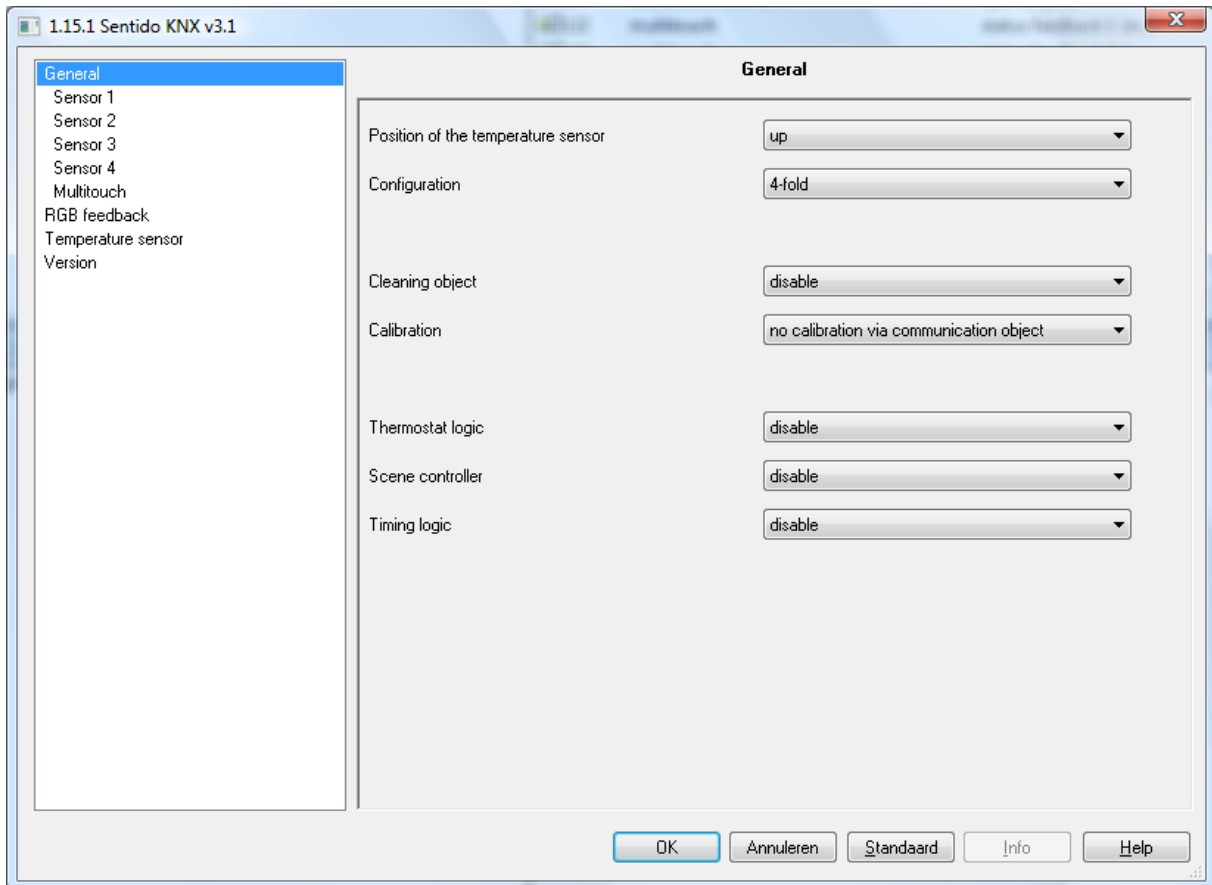 1.15.1 Sentido KNX v3.1
General
Sensor 1
Sensor 2
Sensor 3
Sensor 4
Multitouch
RGB feedback
Temperature sensor
Version
General
Position of the temperature sensor up
Configuration 4-fold
Cleaning object disable
Calibration no calibration via communication object
Thermostat logic disable
Scene controller disable
Timing logic disable
OK Annuleren Standaard Info Help